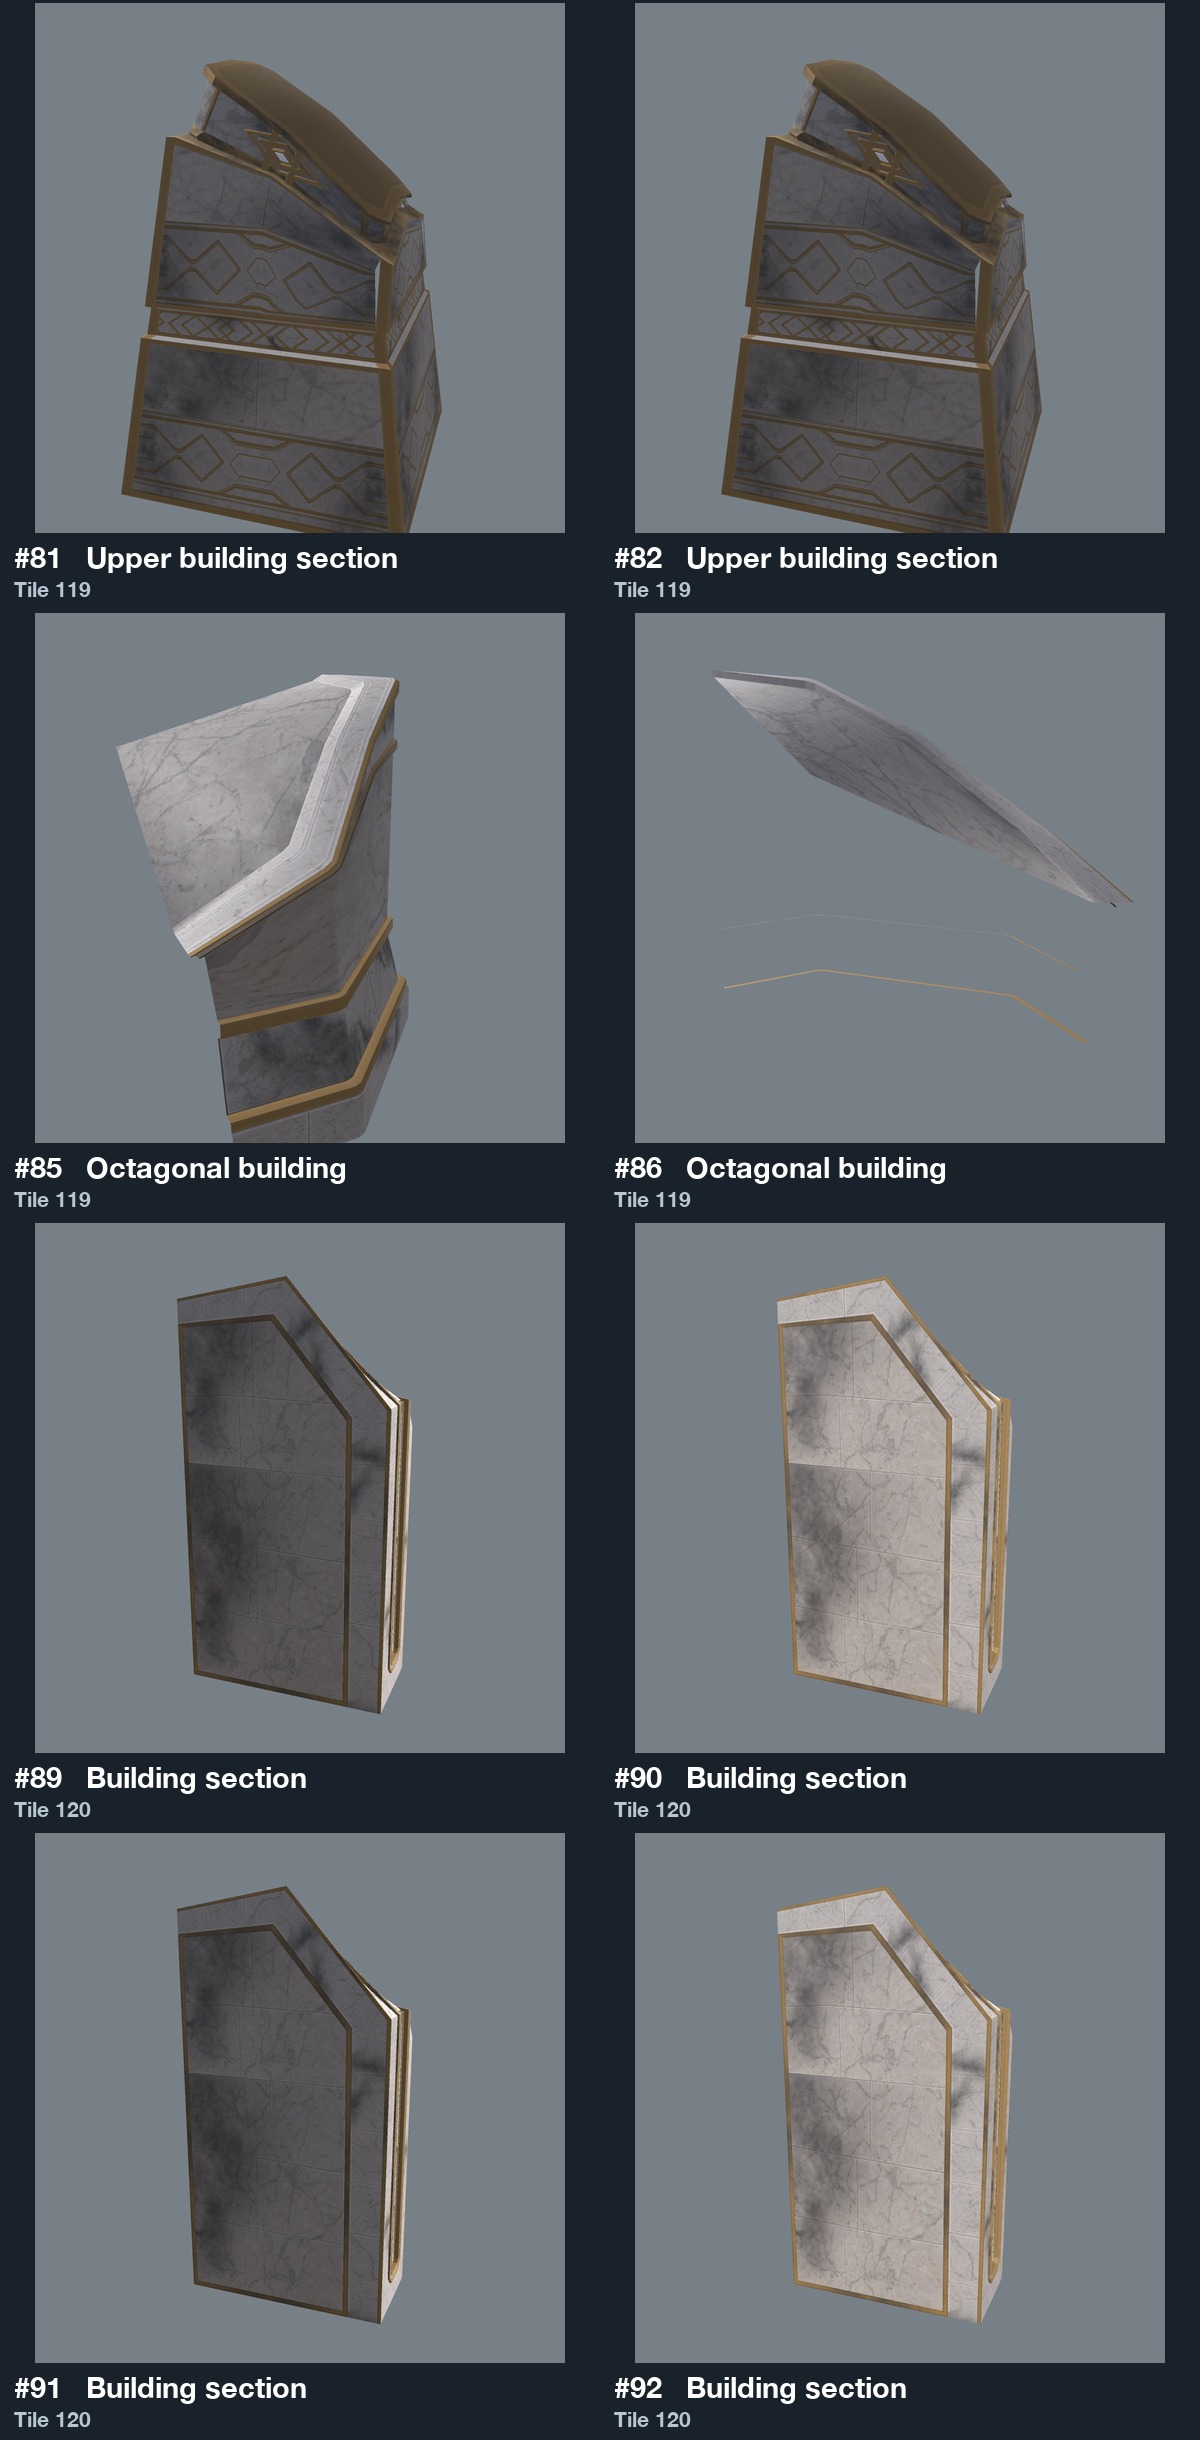 #81 Upper building section
Tile 119
#82 Upper building section
Tile 119
#85 Octagonal building
Tile 119
#86 Octagonal building
Tile 119
#89 Building section
Tile 120
#90 Building section
Tile 120
#91 Building section
Tile 120
#92 Building section
Tile 120